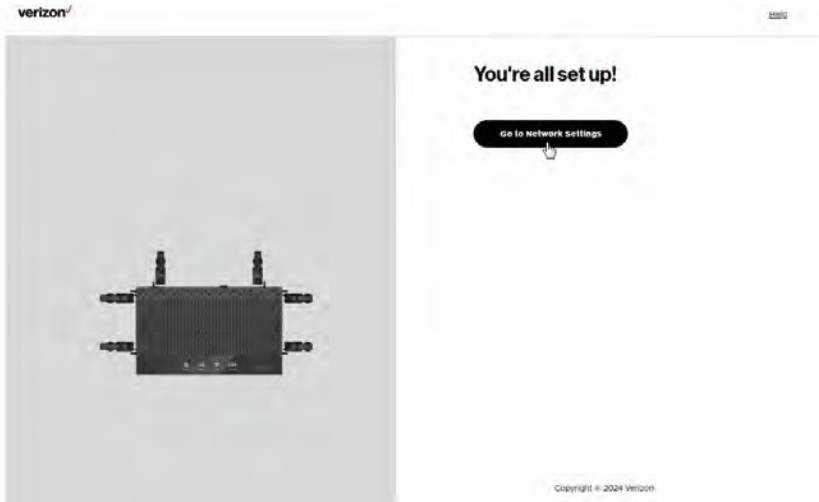 verizon
Help
You're all set up!
Go to Network Settings
Copyright © 2024 Verizon